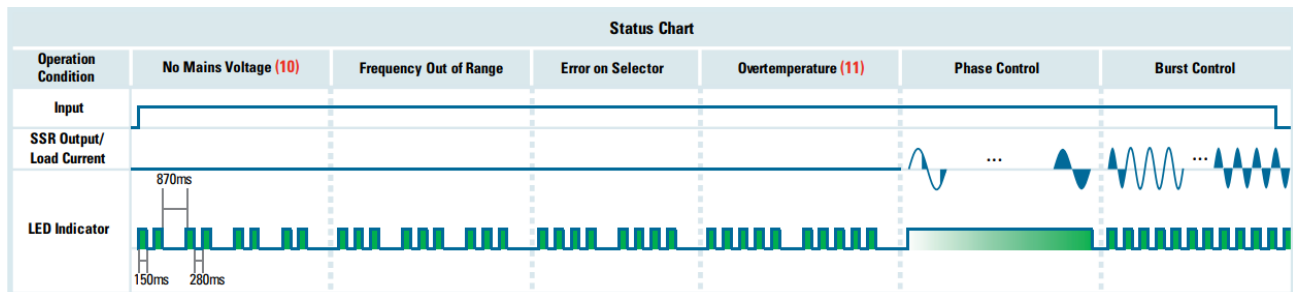 Status Chart
Operation
Condition
No Mains Voltage (10)
Frequency Out of Range
Error on Selector
Overtemperature (11)
Phase Control
Burst Control
Input
SSR Output/
Load Current
...
...
LED Indicator
870ms
150ms
280ms